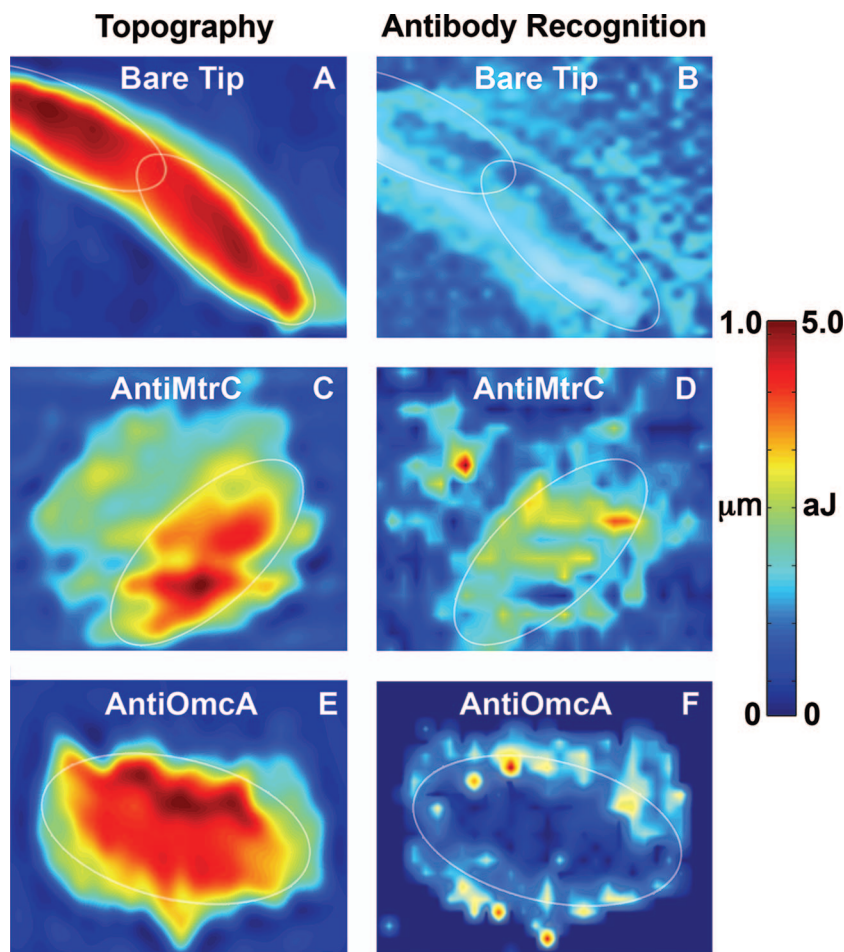 Topography Antibody Recognition
Bare Tip A Bare Tip B
AntiMtrC C AntiMtrC D
1.0 5.0
μm aJ
0 0
AntiOmcA E AntiOmcA F